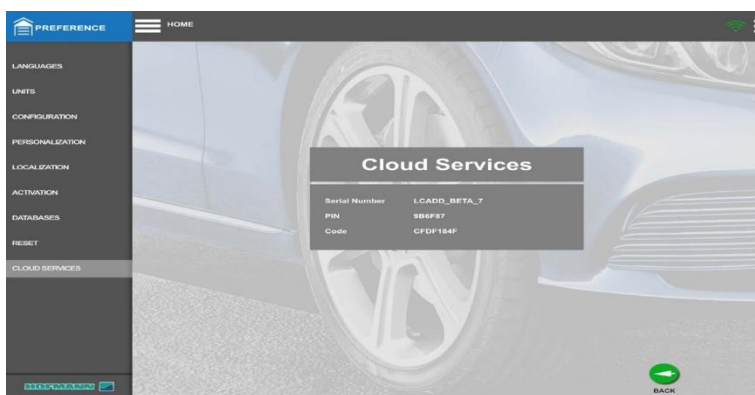 PREFERENCE
HOME
LANGUAGES
UNITS
CONFIGURATION
PERSONALIZATION
LOCALIZATION
ACTIVATION
DATABASES
RESET
CLOUD SERVICES
Cloud Services
Serial Number LCADD_BETA_7
PIN 9B6F87
Code CFDF184F
HOFMANN
BACK